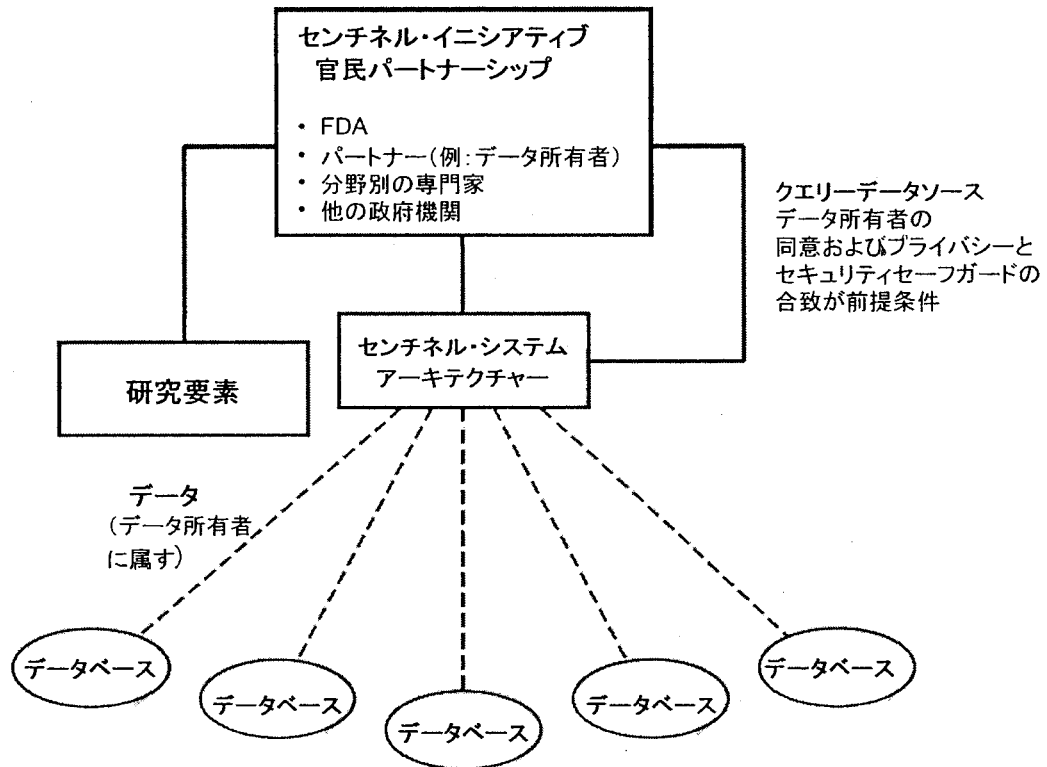 センチネル・イニシアティブ
官民パートナーシップ
・ FDA
・ パートナー(例:データ所有者)
・ 分野別の専門家
・ 他の政府機関
クエリーデータソース
データ所有者の
同意およびプライバシーと
セキュリティセーフガードの
合致が前提条件
センチネル・システム
アーキテクチャー
研究要素
データ
(データ所有者
に属す)
データベース
データベース
データベース
データベース
データベース